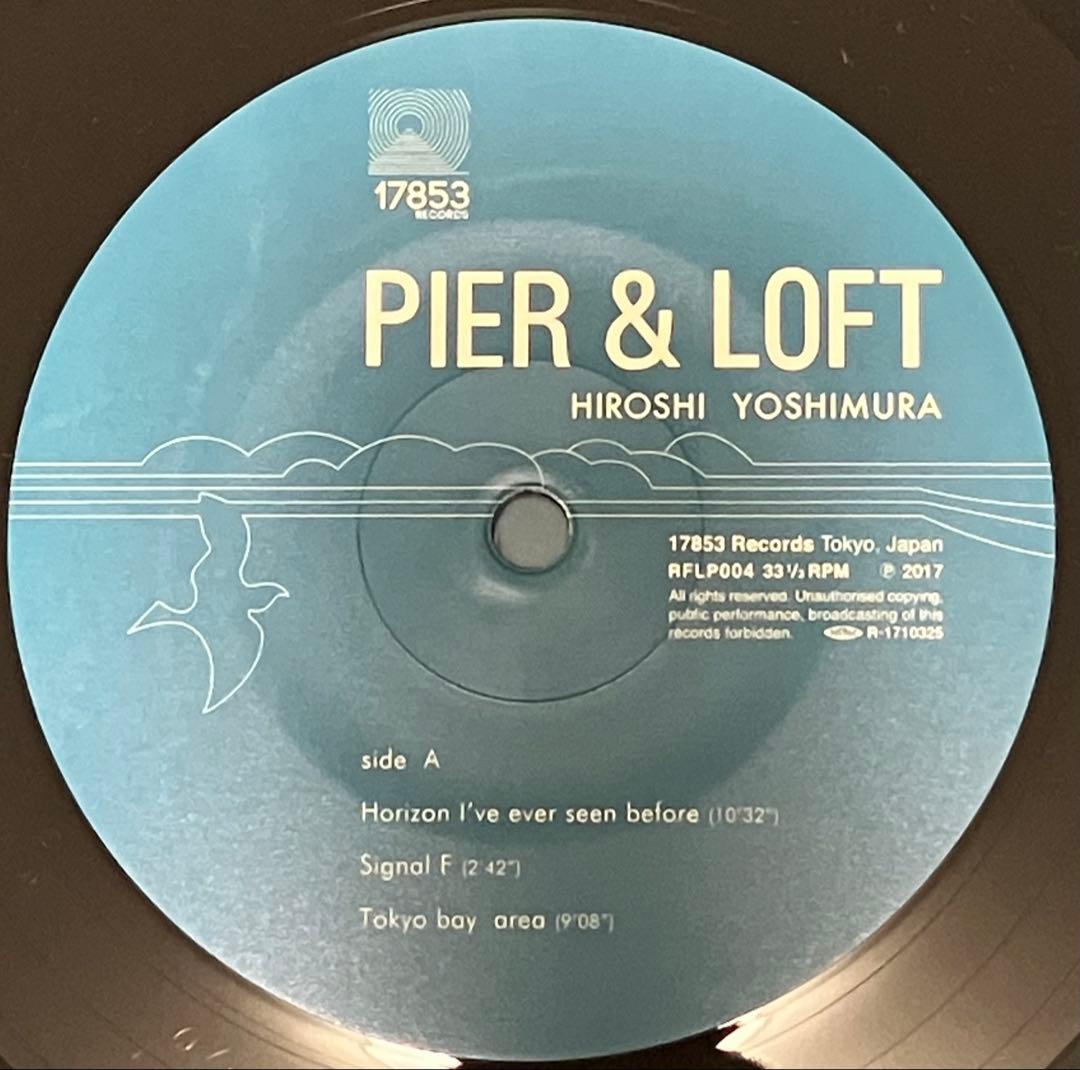 17853
RECORDS
PIER & LOFT
HIROSHI YOSHIMURA
17853 Records Tokyo, Japan
RFLP004 33⅓ RPM ℗ 2017
All rights reserved. Unauthorised copying,
public performance, broadcasting of this
records forbidden. R-1710325
side A
Horizon I've ever seen before (10'32")
Signal F (2'42")
Tokyo bay area (9'08")